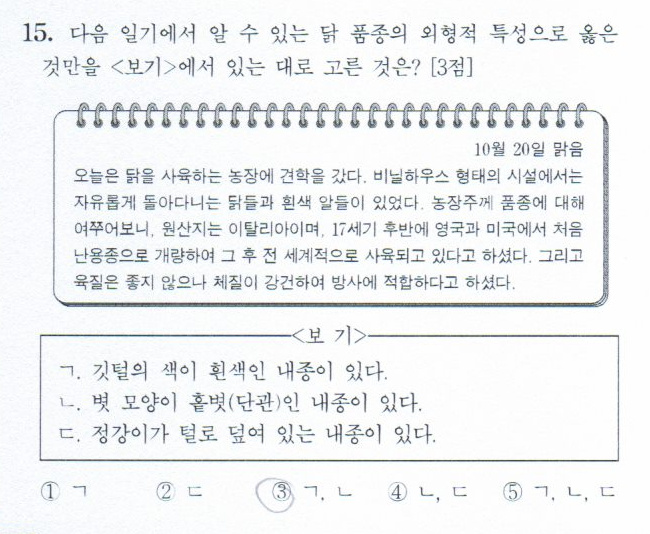 15. 다음 일기에서 알 수 있는 닭 품종의 외형적 특성으로 옳은
것만을 <보기>에서 있는 대로 고른 것은? [3점]
10월 20일 맑음
오늘은 닭을 사육하는 농장에 견학을 갔다. 비닐하우스 형태의 시설에서는
자유롭게 돌아다니는 닭들과 흰색 알들이 있었다. 농장주께 품종에 대해
여쭈어보니, 원산지는 이탈리아이며, 17세기 후반에 영국과 미국에서 처음
난용종으로 개량하여 그 후 전 세계적으로 사육되고 있다고 하셨다. 그리고
육질은 좋지 않으나 체질이 강건하여 방사에 적합하다고 하셨다.
<보 기>
ㄱ. 깃털의 색이 흰색인 내종이 있다.
ㄴ. 볏 모양이 홑볏(단관)인 내종이 있다.
ㄷ. 정강이가 털로 덮여 있는 내종이 있다.
① ㄱ ② ㄷ ③ ㄱ, ㄴ ④ ㄴ, ㄷ ⑤ ㄱ, ㄴ, ㄷ